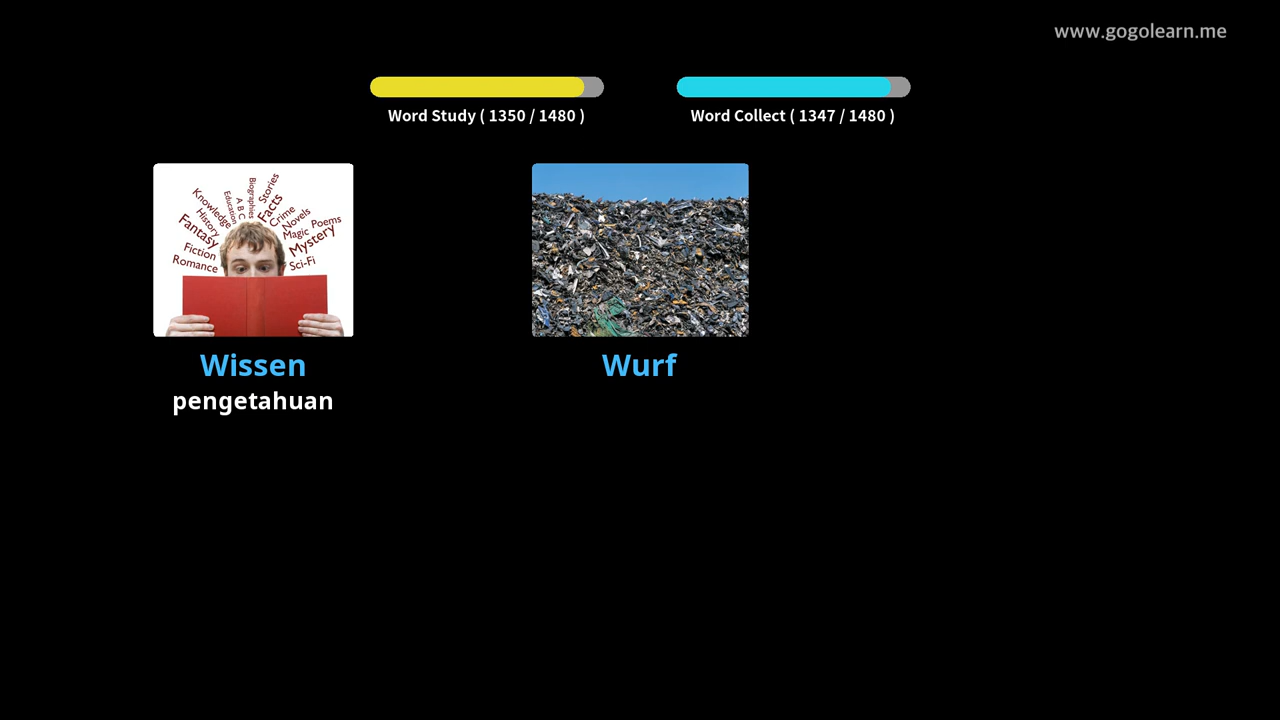 www.gogolearn.me
Word Study ( 1350 / 1480 )
Word Collect ( 1347 / 1480 )
Stories
Biographies
A B C
Education
Facts
Knowledge
Crime
History
Novels
Fantasy
Magic
Poems
Mystery
Fiction
Sci-Fi
Romance
Wissen
Wurf
pengetahuan